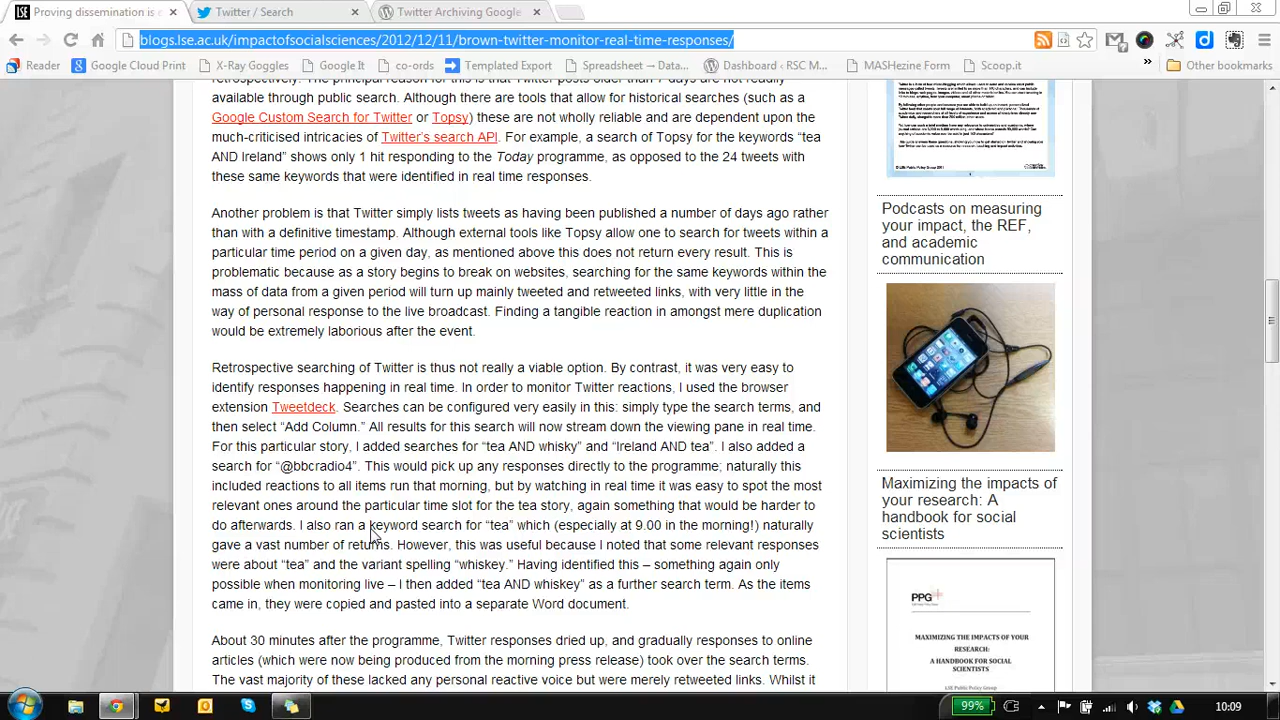 Proving dissemination is
Twitter / Search
Twitter Archiving Google
blogs.lse.ac.uk/impactofsocialsciences/2012/12/11/brown-twitter-monitor-real-time-responses/
Reader
Google Cloud Print
X-Ray Goggles
Google It
co-ords
Templated Export
Spreadsheet → Data...
Dashboard ‹ RSC M...
MASHezine Form
Scoop.it
»
Other bookmarks
retrospectively. The principal reason for this is that Twitter posts older than 7 days are not readily
available for public search. Although there are tools that allow for historical searches (such as a
Google Custom Search for Twitter or Topsy) these are not wholly reliable and are dependent upon the
much-criticised inadequacies of Twitter's search API. For example a search of Topsy for the keywords “tea
AND Ireland” shows only 1 hit responding to the Today programme, as opposed to the 24 tweets with
these same keywords that were identified in real time responses.
Another problem is that Twitter simply lists tweets as having been published a number of days ago rather
than with a definitive timestamp. Although external tools like Topsy allow one to search for tweets within a
particular time period on a given day, as mentioned above this does not return every result. This is
problematic because as a story begins to break on websites, searching for the same keywords within the
mass of data from a given period will turn up mainly tweeted and retweeted links, with very little in the
way of personal response to the live broadcast. Finding a tangible reaction in amongst mere duplication
would be extremely laborious after the event.
Retrospective searching of Twitter is thus not really a viable option. By contrast, it was very easy to
identify responses happening in real time. In order to monitor Twitter reactions, I used the browser
extension Tweetdeck. Searches can be configured very easily in this: simply type the search terms, and
then select “Add Column.” All results for this search will now stream down the viewing pane in real time.
For this particular story, I added searches for “tea AND whisky” and “Ireland AND tea”. I also added a
search for “@bbcradio4”. This would pick up any responses directly to the programme; naturally this
included reactions to all items run that morning, but by watching in real time it was easy to spot the most
relevant ones around the particular time slot for the tea story, again something that would be harder to
do afterwards. I also ran a keyword search for “tea” which (especially at 9.00 in the morning!) naturally
gave a vast number of returns. However, this was useful because I noted that some relevant responses
were about “tea” and the variant spelling “whiskey.” Having identified this – something again only
possible when monitoring live – I then added “tea AND whiskey” as a further search term. As the items
came in, they were copied and pasted into a separate Word document.
About 30 minutes after the programme, Twitter responses dried up, and gradually responses to online
articles (which were now being produced from the morning press release) took over the search terms.
The vast majority of these lacked any personal reactive voice but were merely retweeted links. Whilst it
Podcasts on measuring
your impact, the REF,
and academic
communication
Maximizing the impacts of
your research: A
handbook for social
scientists
PPG
MAXIMIZING THE IMPACTS OF YOUR
RESEARCH:
A HANDBOOK FOR SOCIAL
SCIENTISTS
LSE Public Policy Group
99%
10:09